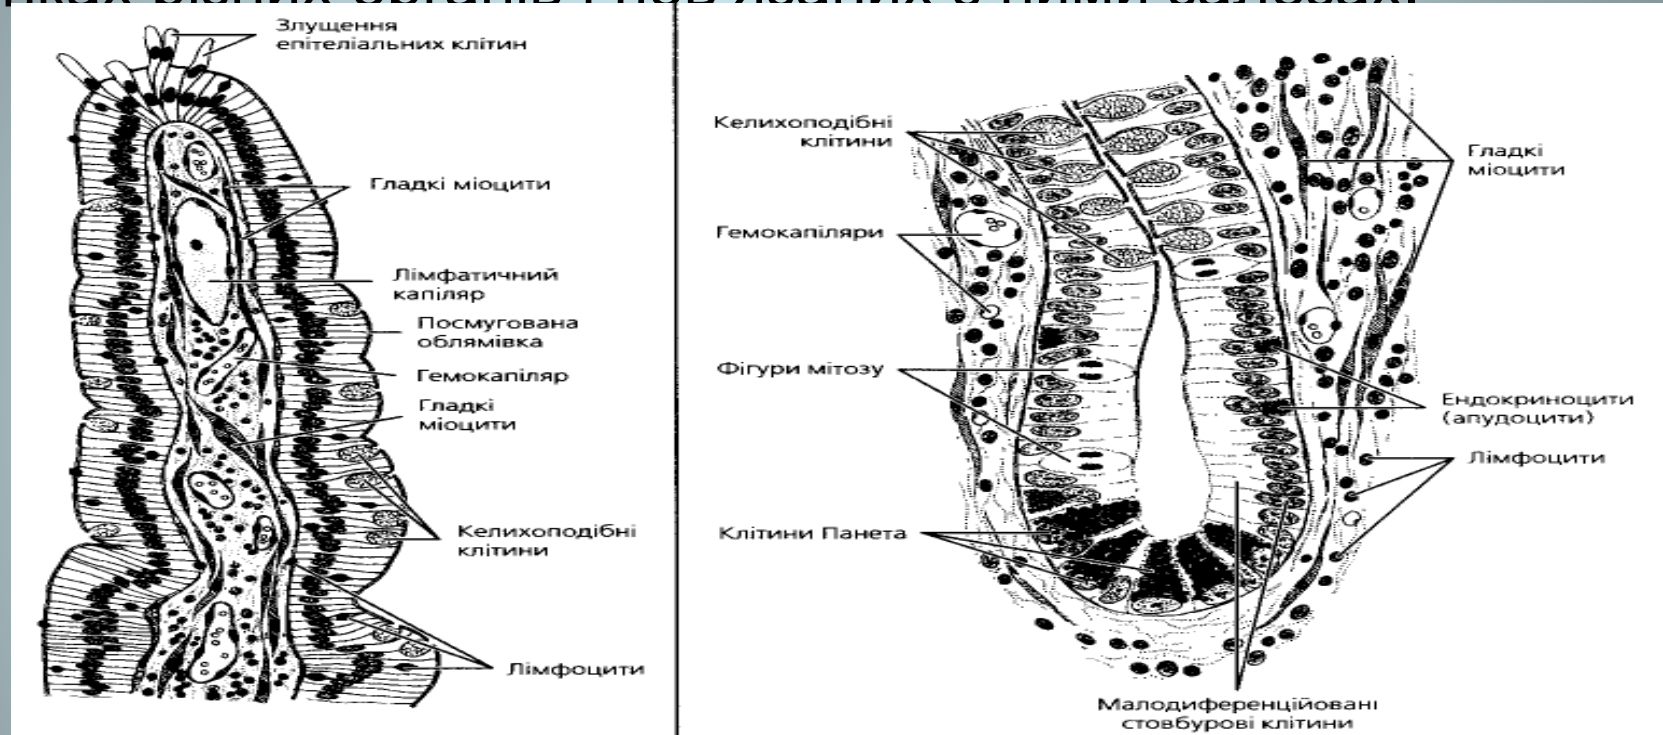 Злущення
епітеліальних клітин
Гладкі міоцити
Лімфатичний
капіляр
Посмугована
облямівка
Гемокапіляр
Гладкі
міоцити
Келихоподібні
клітини
Лімфоцити
Келихоподібні
клітини
Гемокапіляри
Фігури мітозу
Клітини Панета
Гладкі
міоцити
Ендокриноцити
(апудоцити)
Лімфоцити
Малодиференційовані
стовбурові клітини